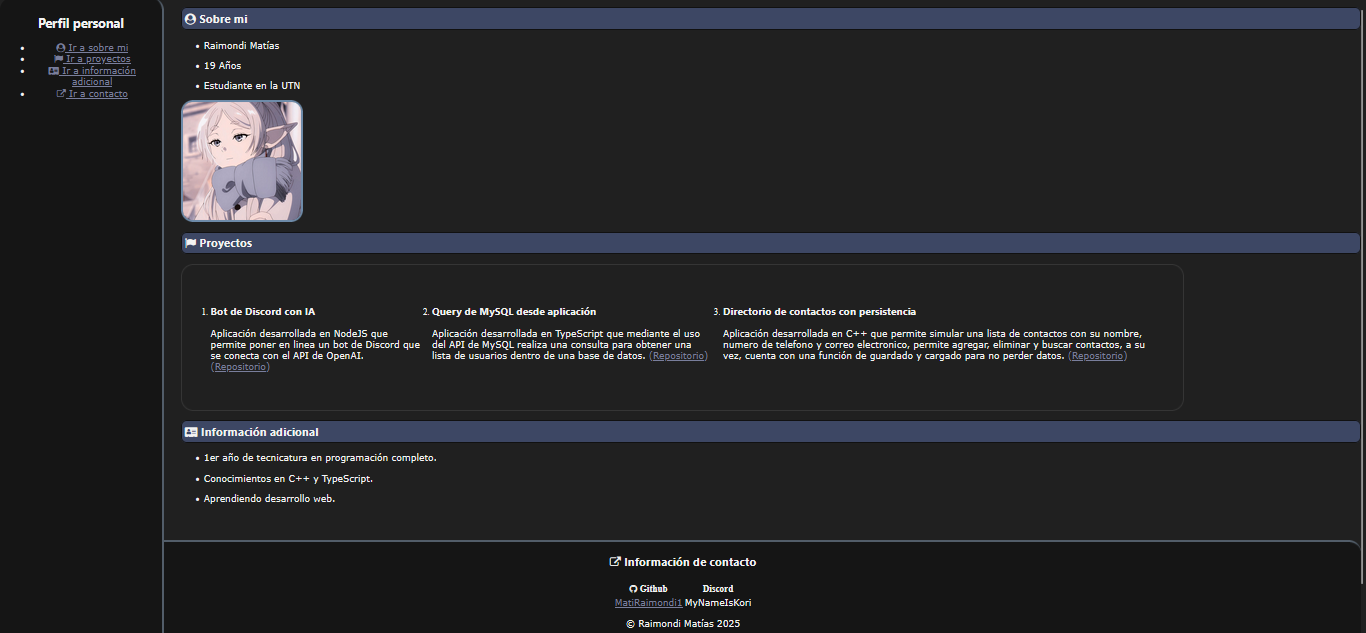 Perfil personal
Ir a sobre mi
Ir a proyectos
Ir a información
adicional
Ir a contacto
Sobre mi
• Raimondi Matías
• 19 Años
• Estudiante en la UTN
Proyectos
1. Bot de Discord con IA
Aplicación desarrollada en NodeJS que
permite poner en linea un bot de Discord que
se conecta con el API de OpenAI.
(Repositorio)
2. Query de MySQL desde aplicación
Aplicación desarrollada en TypeScript que mediante el uso
del API de MySQL realiza una consulta para obtener una
lista de usuarios dentro de una base de datos. (Repositorio)
3. Directorio de contactos con persistencia
Aplicación desarrollada en C++ que permite simular una lista de contactos con su nombre,
numero de telefono y correo electronico, permite agregar, eliminar y buscar contactos, a su
vez, cuenta con una función de guardado y cargado para no perder datos. (Repositorio)
Información adicional
• 1er año de tecnicatura en programación completo.
• Conocimientos en C++ y TypeScript.
• Aprendiendo desarrollo web.
Información de contacto
Github Discord
MatiRaimondi1 MyNameIsKori
© Raimondi Matías 2025